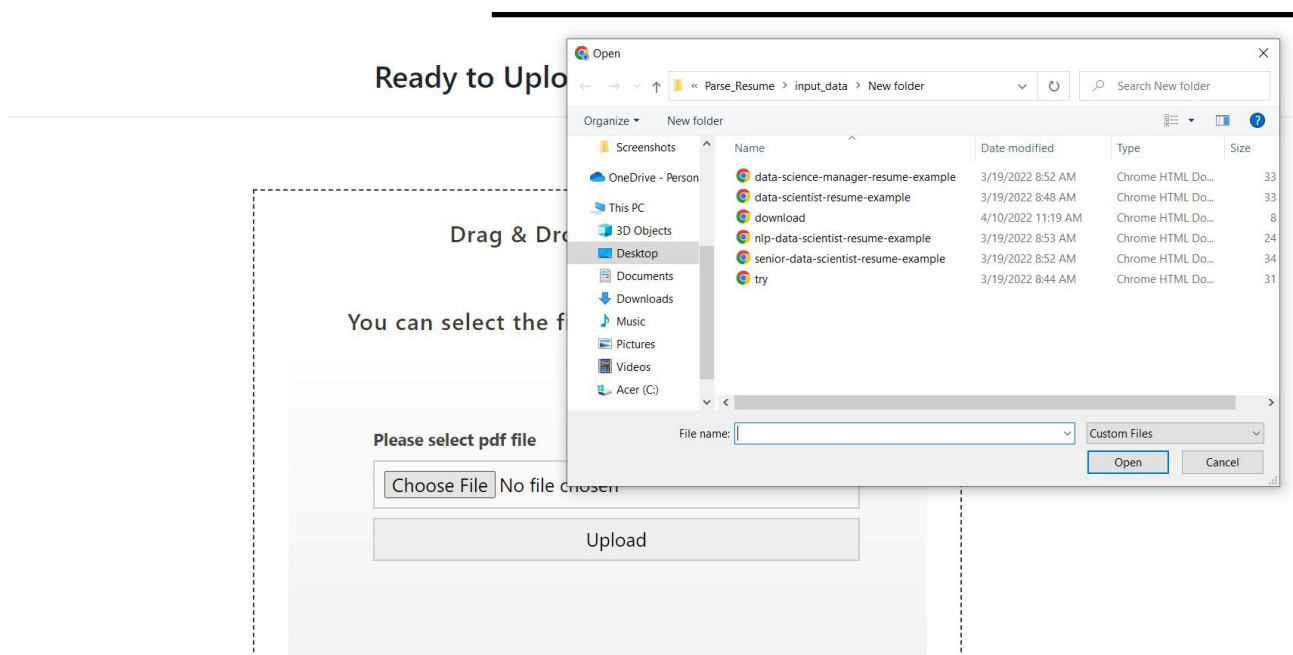 Ready to Uplo
Drag & Dro
You can select the fi
Please select pdf file
Choose File No file chosen
Upload
Open
« Parse_Resume > input_data > New folder
Search New folder
Organize
New folder
Screenshots
OneDrive - Person
This PC
3D Objects
Desktop
Documents
Downloads
Music
Pictures
Videos
Acer (C:)
Name Date modified Type Size
data-science-manager-resume-example 3/19/2022 8:52 AM Chrome HTML Do... 33
data-scientist-resume-example 3/19/2022 8:48 AM Chrome HTML Do... 33
download 4/10/2022 11:19 AM Chrome HTML Do... 8
nlp-data-scientist-resume-example 3/19/2022 8:53 AM Chrome HTML Do... 24
senior-data-scientist-resume-example 3/19/2022 8:52 AM Chrome HTML Do... 34
try 3/19/2022 8:44 AM Chrome HTML Do... 31
File name:
Custom Files
Open Cancel